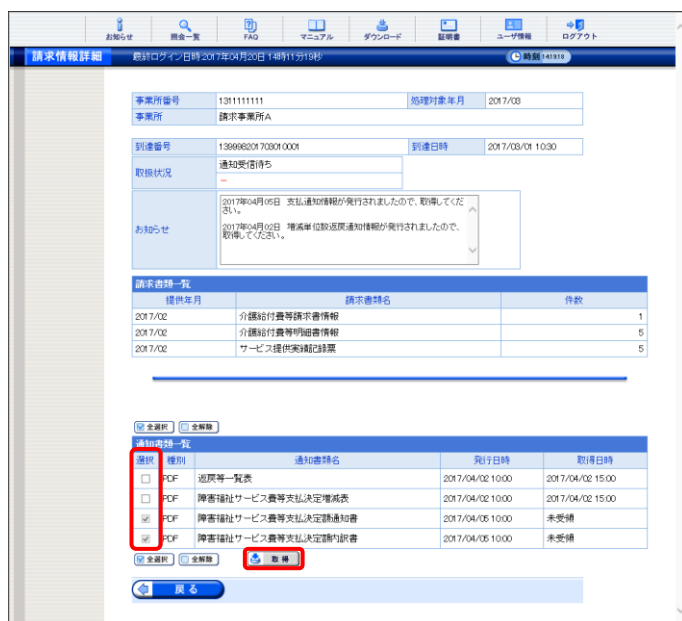 お知らせ 照会一覧 FAQ マニュアル ダウンロード 証明書 ユーザ情報 ログアウト
請求情報詳細 最終ログイン日時:2017年04月20日 14時11分19秒 時刻 14:19:18
事業所番号 1311111111 処理対象年月 2017/03
事業所 請求事業所A
到達番号 13999820170301 0001 到達日時 2017/03/01 10:30
取扱状況 通知受信待ち
－
お知らせ
2017年04月05日 支払通知情報が発行されましたので、取得してくだ
さい。
2017年04月02日 増減単位数返戻通知情報が発行されましたので、
取得してください。
請求書類一覧
提供年月 請求書類名 件数
2017/02 介護給付費等請求書情報 1
2017/02 介護給付費等明細書情報 5
2017/02 サービス提供実績記録票 5
全選択 全解除
通知書類一覧
選択 種別 通知書類名 発行日時 取得日時
PDF 返戻等一覧表 2017/04/02 10:00 2017/04/02 15:00
PDF 障害福祉サービス費等支払決定増減表 2017/04/02 10:00 2017/04/02 15:00
PDF 障害福祉サービス費等支払決定額通知書 2017/04/05 10:00 未受領
PDF 障害福祉サービス費等支払決定額内訳書 2017/04/05 10:00 未受領
全選択 全解除 取得
戻る